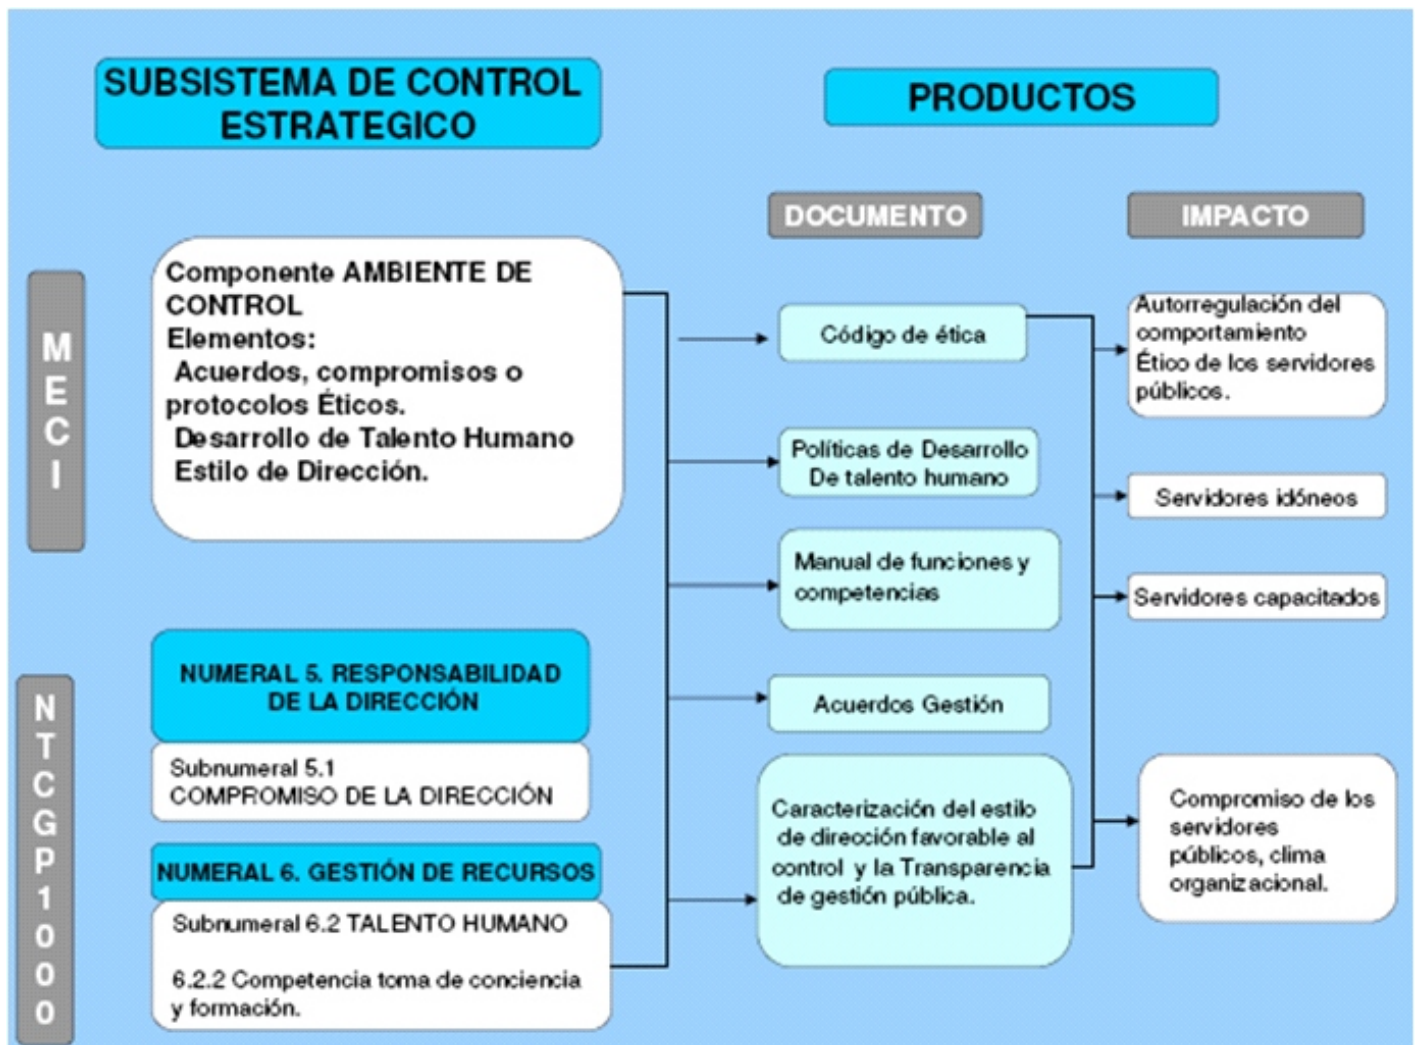 SUBSISTEMA DE CONTROL
ESTRATEGICO
PRODUCTOS
DOCUMENTO
IMPACTO
MECI
Componente AMBIENTE DE
CONTROL
Elementos:
Acuerdos, compromisos o
protocolos Éticos.
Desarrollo de Talento Humano
Estilo de Dirección.
NTCGP1000
NUMERAL 5. RESPONSABILIDAD
DE LA DIRECCIÓN
Subnumeral 5.1
COMPROMISO DE LA DIRECCIÓN
NUMERAL 6. GESTIÓN DE RECURSOS
Subnumeral 6.2 TALENTO HUMANO
6.2.2 Competencia toma de conciencia
y formación.
Código de ética
Políticas de Desarrollo
De talento humano
Manual de funciones y
competencias
Acuerdos Gestión
Caracterización del estilo
de dirección favorable al
control y la Transparencia
de gestión pública.
Autorregulación del
comportamiento
Ético de los servidores
públicos.
Servidores idóneos
Servidores capacitados
Compromiso de los
servidores
públicos, clima
organizacional.